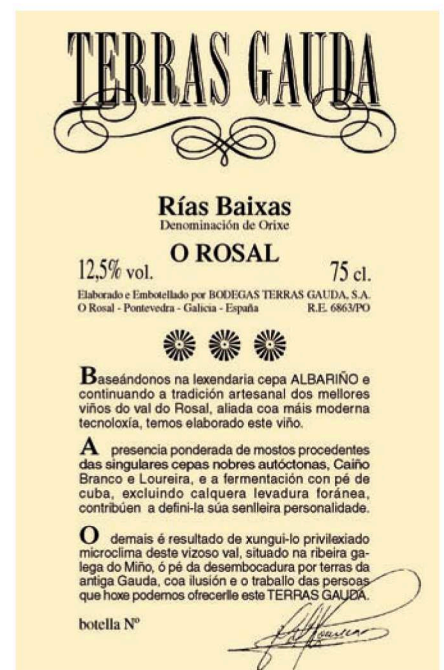 TERRAS GAUDA
Rías Baixas
Denominación de Orixe
O ROSAL
12,5% vol. 75 cl.
Elaborado e Embotellado por BODEGAS TERRAS GAUDA, S.A.
O Rosal - Pontevedra - Galicia - España R.E. 6863/PO
Baseándonos na lexendaria cepa ALBARIÑO e
continuando a tradición artesanal dos mellores
viños do val do Rosal, aliada coa máis moderna
tecnoloxía, temos elaborado este viño.
A presencia ponderada de mostos procedentes
das singulares cepas nobres autóctonas, Caiño
Branco e Loureira, e a fermentación con pé de
cuba, excluindo calquera levadura foránea,
contribúen a defini-la súa senlleira personalidade.
O demais é resultado de xungui-lo privilexiado
microclima deste vizoso val, situado na ribeira ga-
lega do Miño, ó pé da desembocadura por terras da
antiga Gauda, coa ilusión e o traballo das persoas
que hoxe podemos ofrecerlle este TERRAS GAUDA.
botella Nº